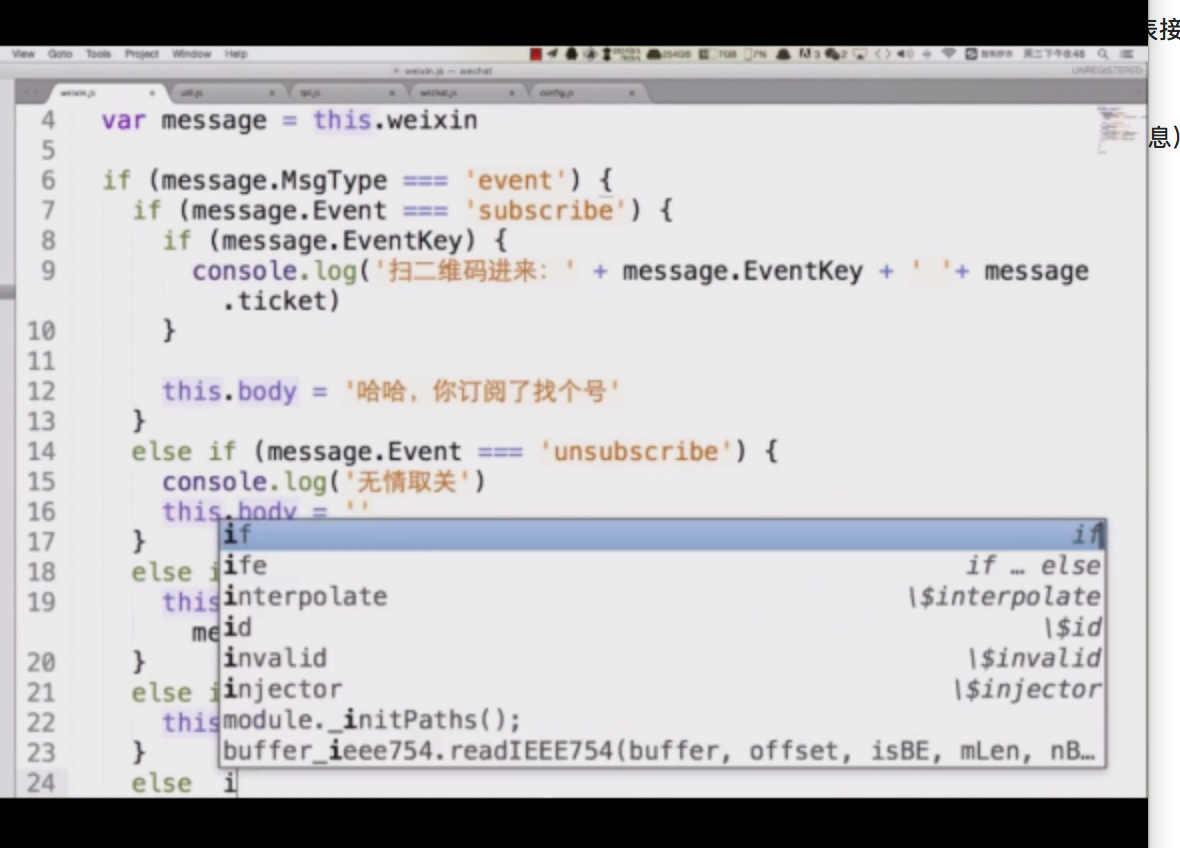 表接
View Goto Tools Project Window Help
weixin.js — wechat
UNREGISTERED
weixin.js util.js tpl.js wechat.js config.js
4 var message = this.weixin
息）
5
6 if (message.MsgType === 'event') {
7 if (message.Event === 'subscribe') {
8 if (message.EventKey) {
9 console.log('扫二维码进来: ' + message.EventKey + ' '+ message
.ticket)
10 }
11
12 this.body = '哈哈，你订阅了找个号'
13 }
14 else if (message.Event === 'unsubscribe') {
15 console.log('无情取关')
16 this.body = ''
if if
17 }
ife if … else
18 else i
interpolate \$interpolate
19 this
id \$id
me
invalid \$invalid
20 }
injector \$injector
21 else i
22 this
module._initPaths();
23 }
buffer_ieee754.readIEEE754(buffer, offset, isBE, mLen, nB…
24 else i